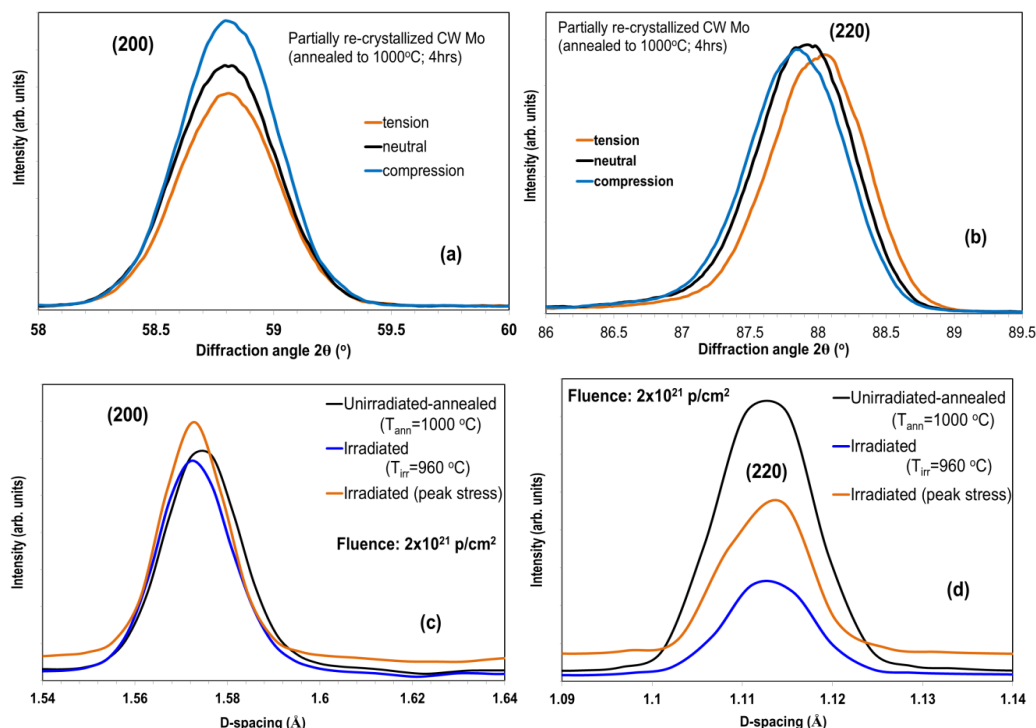 (200)
Partially re-crystallized CW Mo
(annealed to 1000°C; 4hrs)
tension
neutral
compression
(a)
Intensity (arb. units)
58
58.5
59
59.5
60
Diffraction angle 2θ (°)
Partially re-crystallized CW Mo
(annealed to 1000°C; 4hrs)
(220)
tension
neutral
compression
(b)
Intensity (arb. units)
86
86.5
87
87.5
88
88.5
89
89.5
Diffraction angle 2θ (°)
(200)
Unirradiated-annealed
(Tann=1000 °C)
Irradiated
(Tirr=960 °C)
Irradiated (peak stress)
Fluence: 2x10²¹ p/cm²
(c)
Intensity (arb. units)
1.54
1.56
1.58
1.6
1.62
1.64
D-spacing (Å)
Fluence: 2x10²¹ p/cm²
Unirradiated-annealed
(Tann=1000 °C)
Irradiated
(Tirr=960 °C)
Irradiated (peak stress)
(220)
(d)
Intensity (arb. units)
1.09
1.1
1.11
1.12
1.13
1.14
D-spacing (Å)